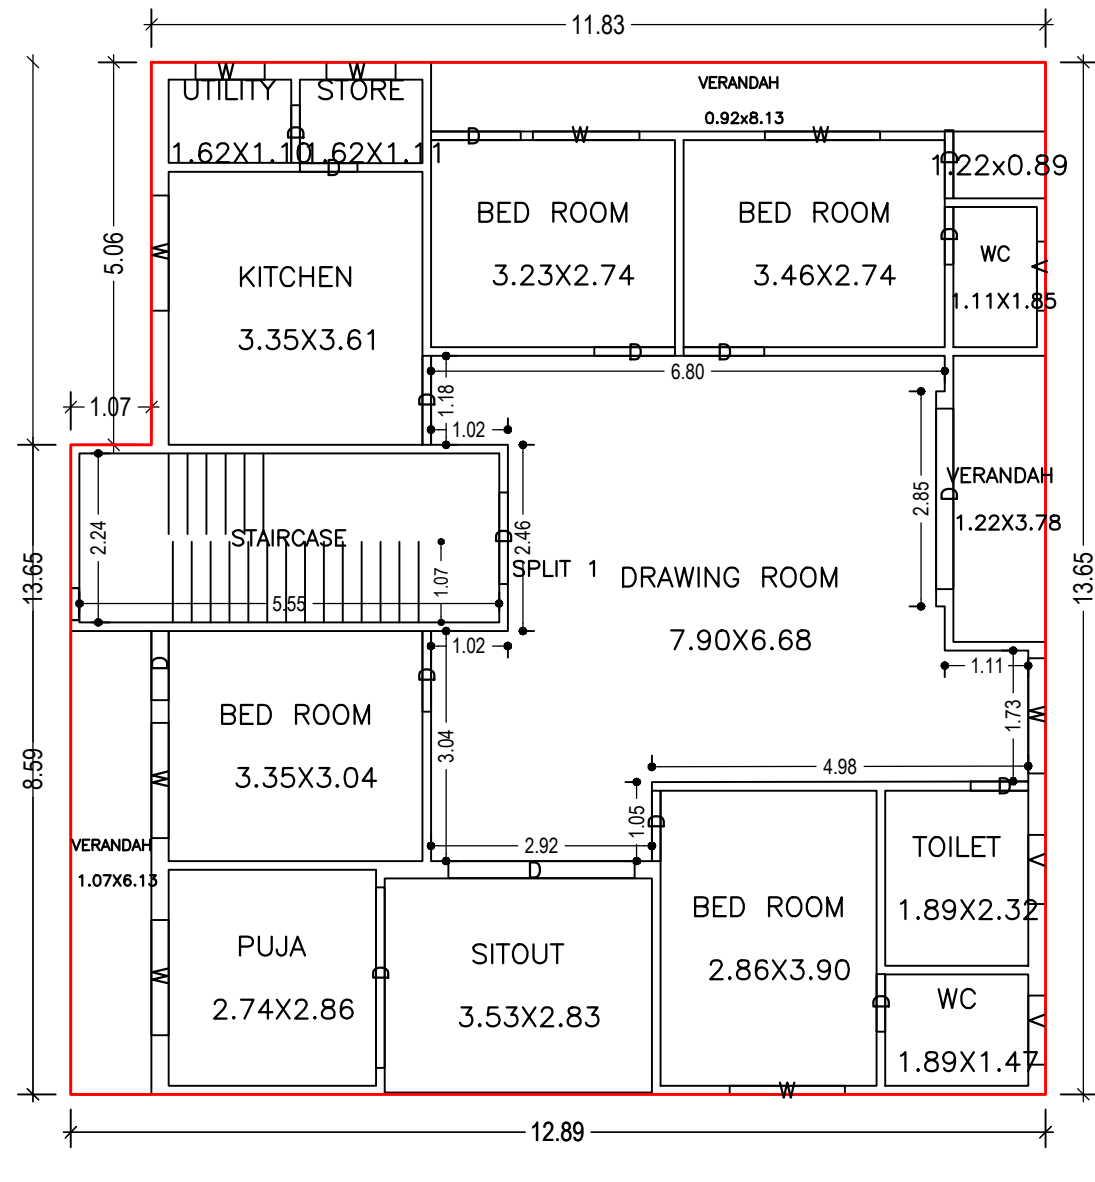 11.83
W
W
UTILITY
STORE
VERANDAH
0.92x8.13
D
D
W
W
1.62X1.10
1.62X1.11
D
D
1.22x0.89
5.06
BED ROOM
BED ROOM
D
WC
W
KITCHEN
3.23X2.74
3.46X2.74
V
1.11X1.85
3.35X3.61
D
D
6.80
1.18
D
1.07
1.02
2.85
VERANDAH
D
1.22X3.78
2.24
STAIRCASE
D
2.46
SPLIT 1
DRAWING ROOM
7.90X6.68
13.65
13.65
1.07
5.55
1.02
D
D
1.11
BED ROOM
1.73
W
3.04
8.59
W
3.35X3.04
4.98
D
1.05
D
VERANDAH
2.92
TOILET
V
1.07X6.13
D
BED ROOM
1.89X2.32
PUJA
SITOUT
W
D
2.86X3.90
D
WC
V
2.74X2.86
3.53X2.83
1.89X1.47
W
12.89